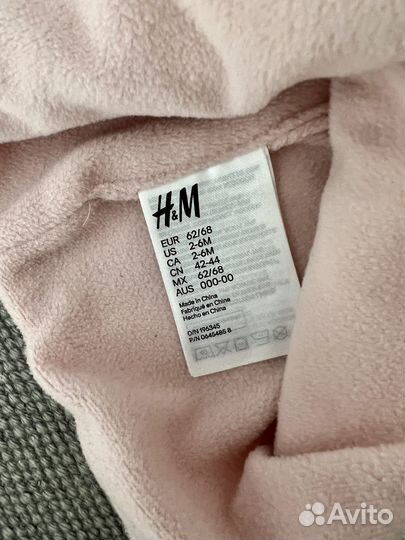 H&M
EUR 62/68
US 2-6M
CA 2-6M
CN 42-44
MX 62/68
AUS 000-00
Made in China
Fabriqué en Chine
Hecho en China
O/N 196345
P/N 0645485 8
Avito